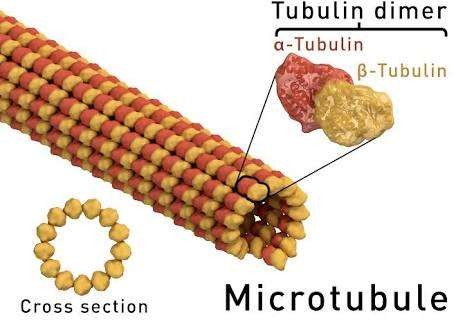 Tubulin dimer
α-Tubulin
β-Tubulin
Cross section
Microtubule